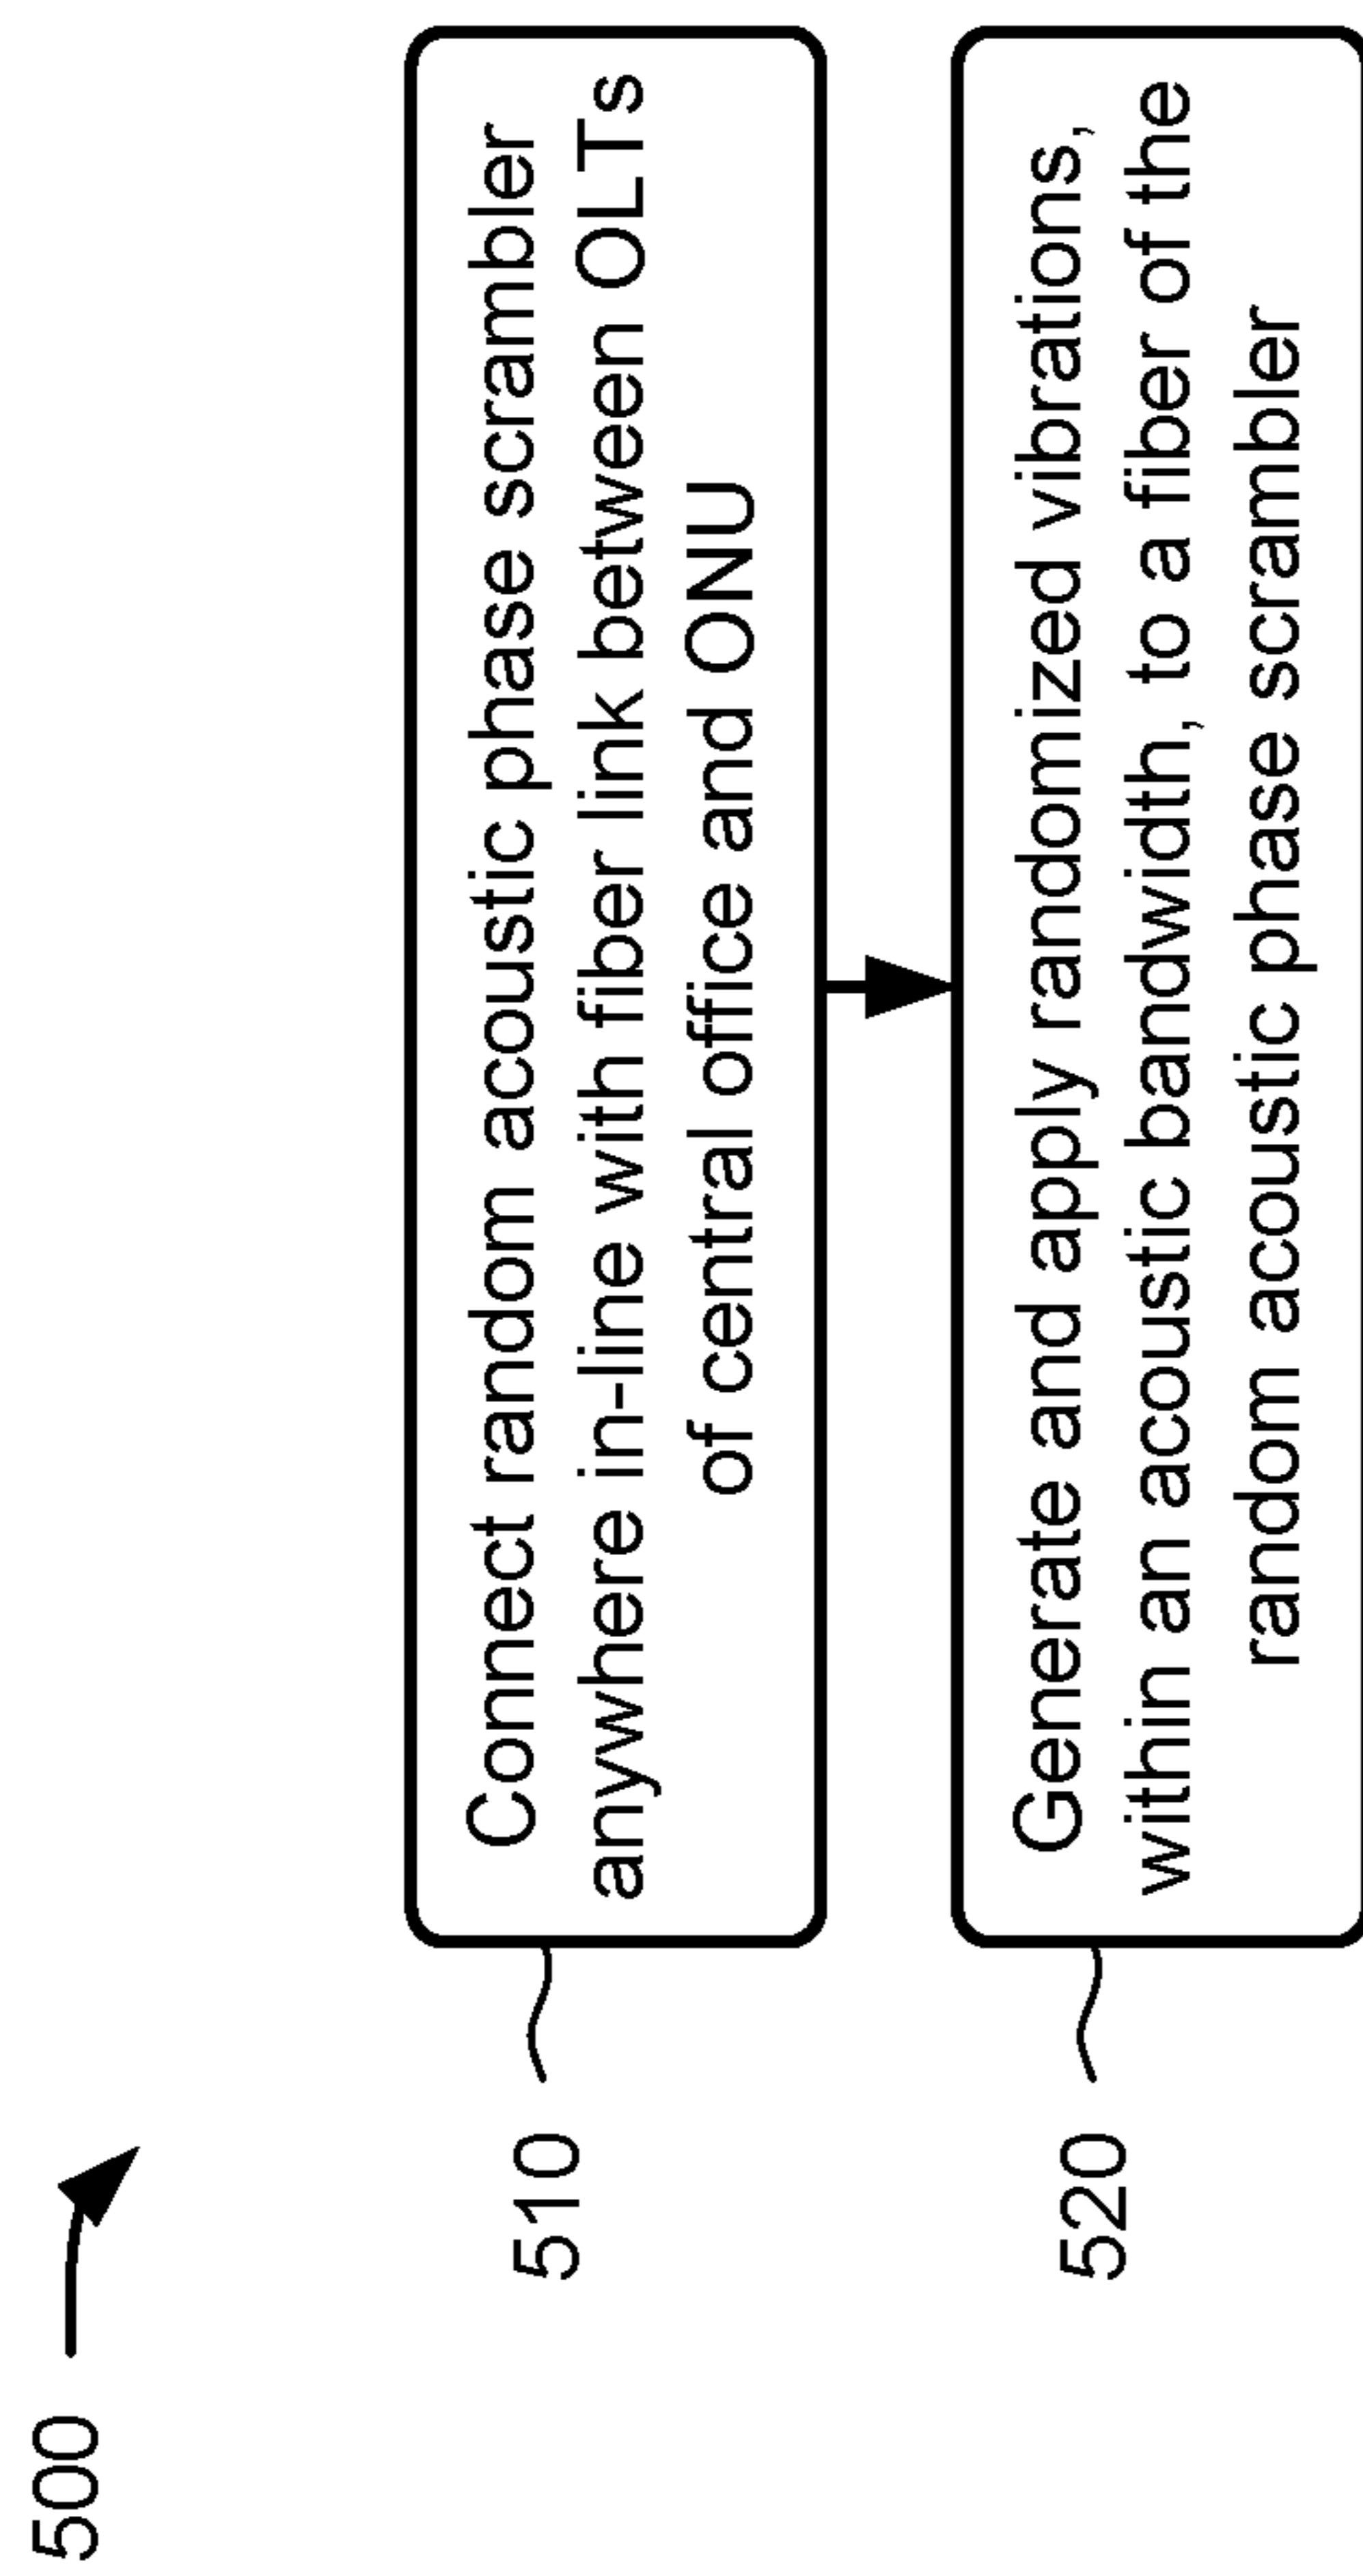 500
510
Connect random acoustic phase scrambler
anywhere in-line with fiber link between OLTs
of central office and ONU
520
Generate and apply randomized vibrations,
within an acoustic bandwidth, to a fiber of the
random acoustic phase scrambler